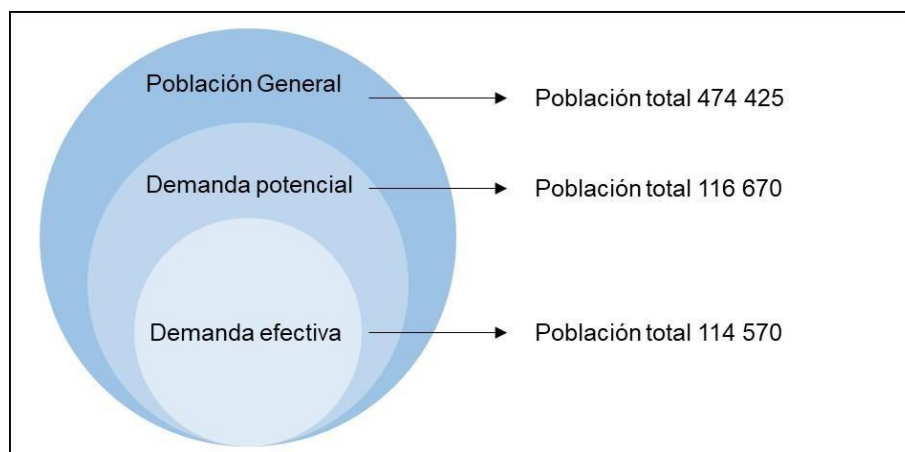 Población General
Población total 474 425
Demanda potencial
Población total 116 670
Demanda efectiva
Población total 114 570